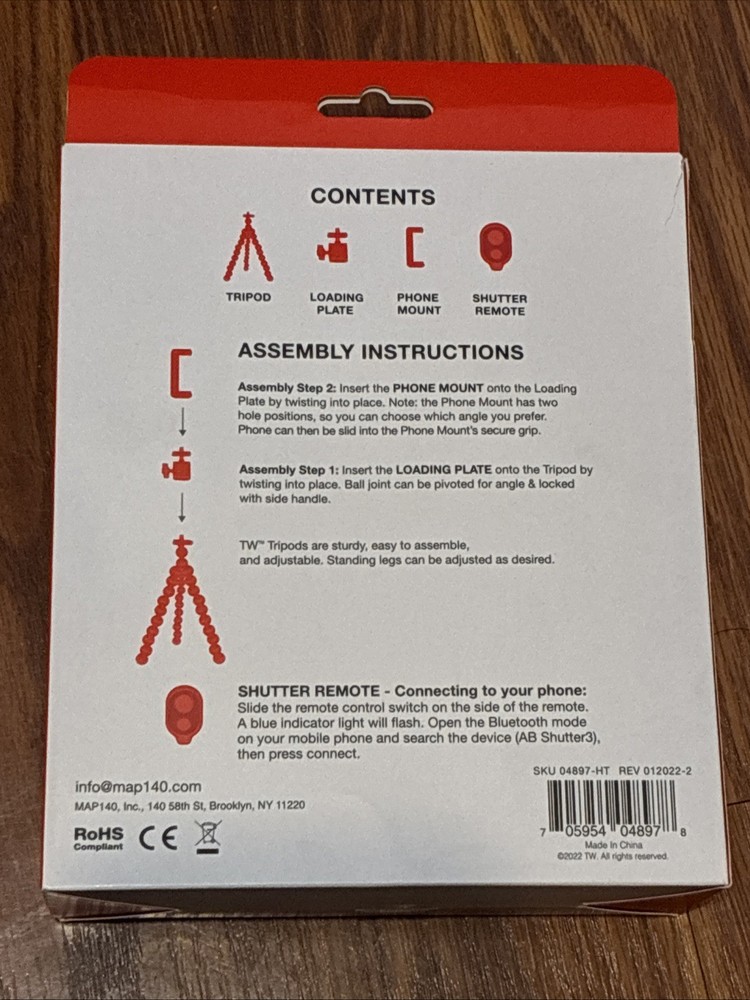 CONTENTS
TRIPOD
LOADING
PLATE
PHONE
MOUNT
SHUTTER
REMOTE
ASSEMBLY INSTRUCTIONS
Assembly Step 2: Insert the PHONE MOUNT onto the Loading
Plate by twisting into place. Note: the Phone Mount has two
hole positions, so you can choose which angle you prefer.
Phone can then be slid into the Phone Mount's secure grip.
Assembly Step 1: Insert the LOADING PLATE onto the Tripod by
twisting into place. Ball joint can be pivoted for angle & locked
with side handle.
TW™ Tripods are sturdy, easy to assemble,
and adjustable. Standing legs can be adjusted as desired.
SHUTTER REMOTE - Connecting to your phone:
Slide the remote control switch on the side of the remote.
A blue indicator light will flash. Open the Bluetooth mode
on your mobile phone and search the device (AB Shutter3),
then press connect.
info@map140.com
MAP140, Inc., 140 58th St, Brooklyn, NY 11220
RoHS
Compliant
CE
SKU 04897-HT REV 012022-2
7 05954 04897 8
Made In China
©2022 TW. All rights reserved.